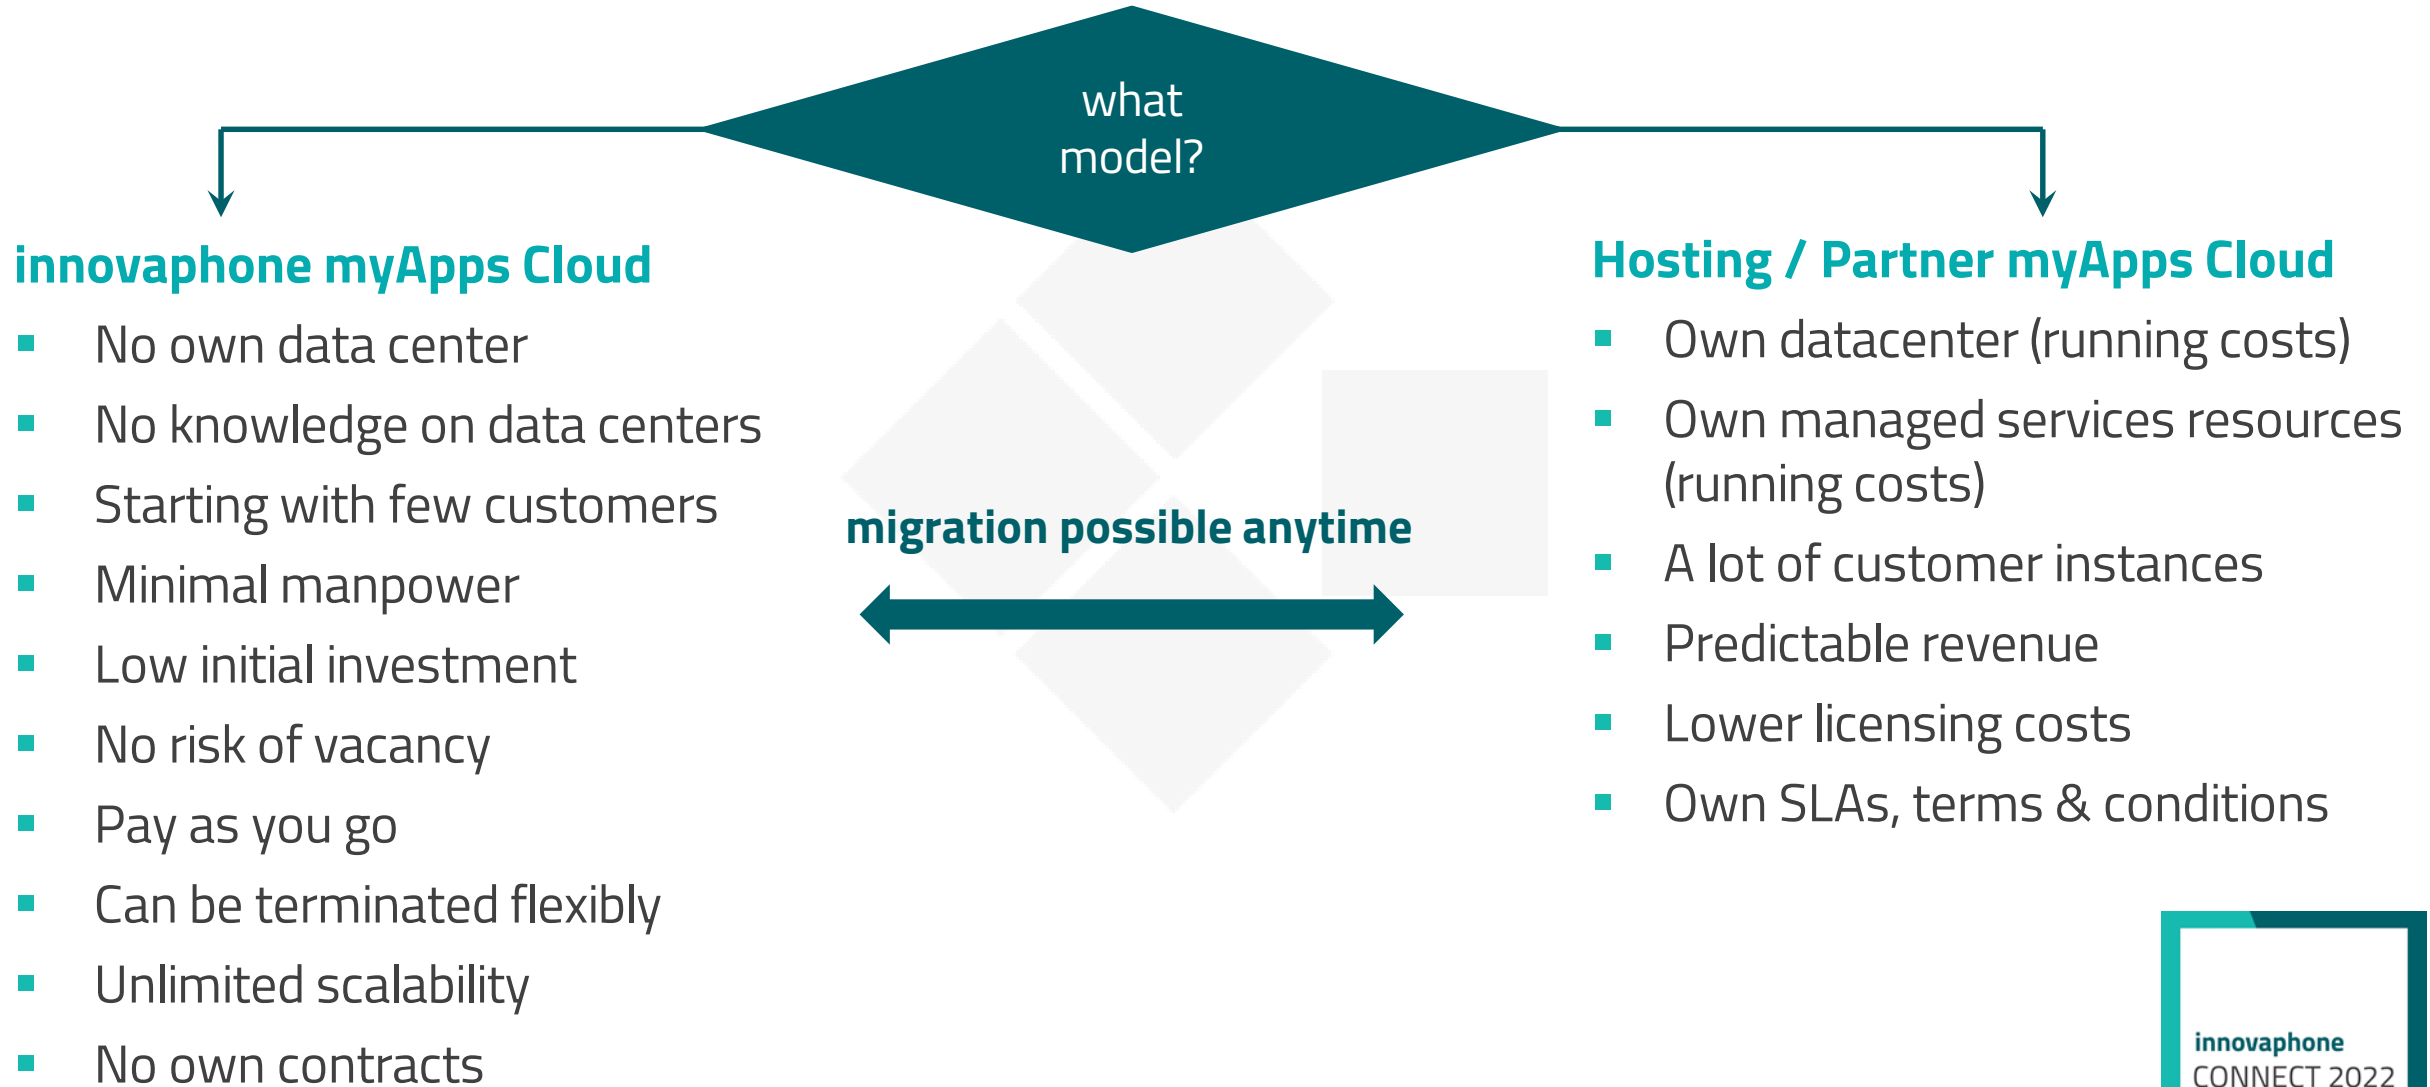 what
model?
innovaphone myApps Cloud
No own data center
No knowledge on data centers
Starting with few customers
Minimal manpower
Low initial investment
No risk of vacancy
Pay as you go
Can be terminated flexibly
Unlimited scalability
No own contracts
migration possible anytime
Hosting / Partner myApps Cloud
Own datacenter (running costs)
Own managed services resources
(running costs)
A lot of customer instances
Predictable revenue
Lower licensing costs
Own SLAs, terms & conditions
innovaphone
CONNECT 2022